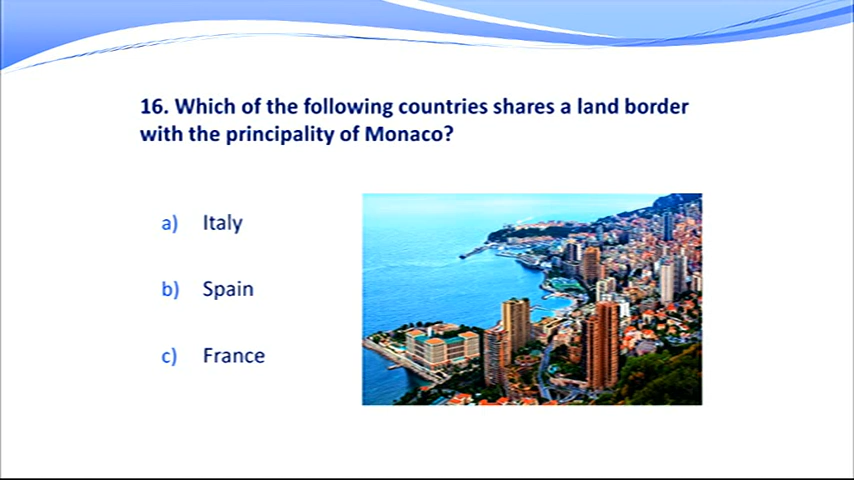 16. Which of the following countries shares a land border
with the principality of Monaco?
a) Italy
b) Spain
c) France